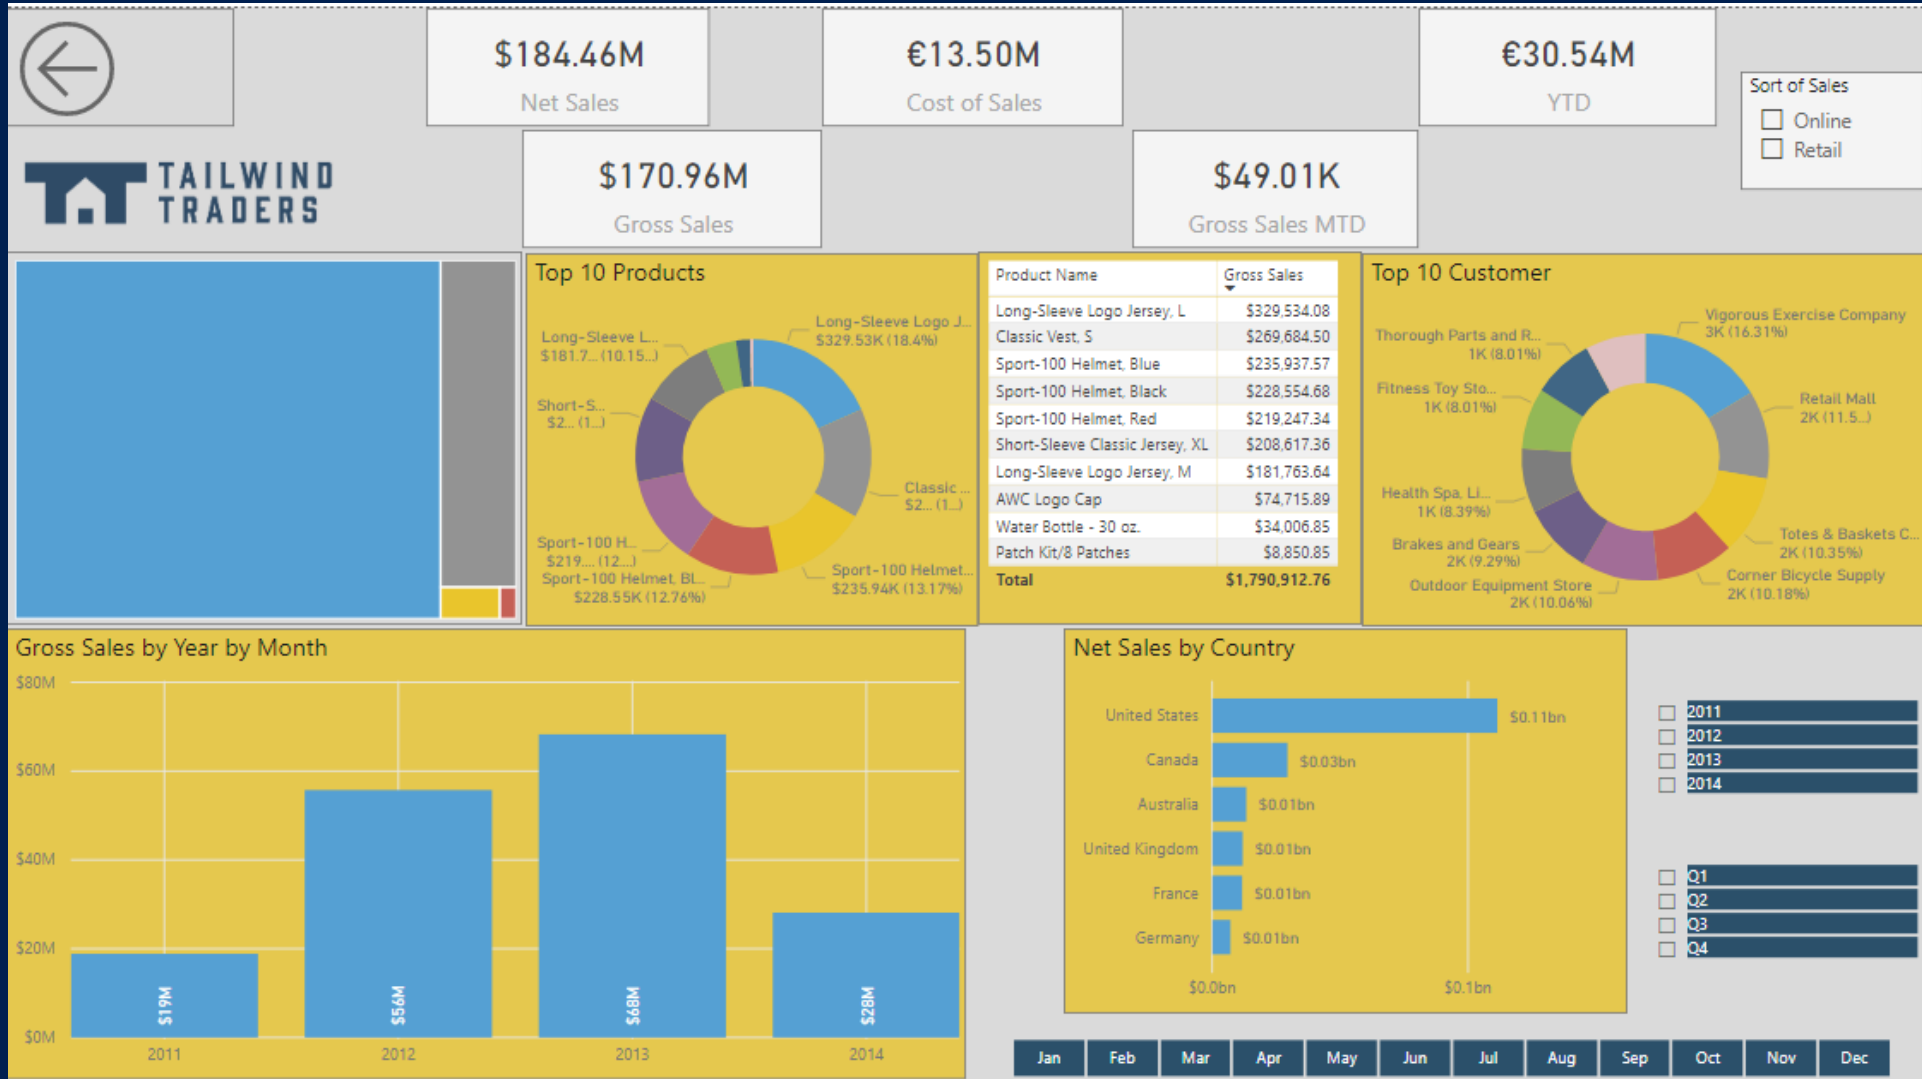 $184.46M
Net Sales
€13.50M
Cost of Sales
€30.54M
YTD
Sort of Sales
Online
Retail
TAILWIND
TRADERS
$170.96M
Gross Sales
$49.01K
Gross Sales MTD
Top 10 Products
Long-Sleeve Logo J...
$329.53K (18.4%)
Long-Sleeve L...
$181.7... (10.15...)
Short-S...
$2... (1...)
Classic ...
$2... (1...)
Sport-100 H...
$219.... (12...)
Sport-100 Helmet, Bl...
$228.55K (12.76%)
Sport-100 Helmet...
$235.94K (13.17%)
Product Name Gross Sales
Long-Sleeve Logo Jersey, L $329,534.08
Classic Vest, S $269,684.50
Sport-100 Helmet, Blue $235,937.57
Sport-100 Helmet, Black $228,554.68
Sport-100 Helmet, Red $219,247.34
Short-Sleeve Classic Jersey, XL $208,617.36
Long-Sleeve Logo Jersey, M $181,763.64
AWC Logo Cap $74,715.89
Water Bottle - 30 oz. $34,006.85
Patch Kit/8 Patches $8,850.85
Total $1,790,912.76
Top 10 Customer
Vigorous Exercise Company
3K (16.31%)
Thorough Parts and R...
1K (8.01%)
Fitness Toy Sto...
1K (8.01%)
Retail Mall
2K (11.5...)
Health Spa, Li...
1K (8.39%)
Brakes and Gears
2K (9.29%)
Totes & Baskets C...
2K (10.35%)
Outdoor Equipment Store
2K (10.06%)
Corner Bicycle Supply
2K (10.18%)
Gross Sales by Year by Month
$80M
$60M
$40M
$20M
$0M
$19M
$56M
$68M
$28M
2011 2012 2013 2014
Net Sales by Country
United States $0.11bn
Canada $0.03bn
Australia $0.01bn
United Kingdom $0.01bn
France $0.01bn
Germany $0.01bn
$0.0bn $0.1bn
2011
2012
2013
2014
Q1
Q2
Q3
Q4
Jan Feb Mar Apr May Jun Jul Aug Sep Oct Nov Dec